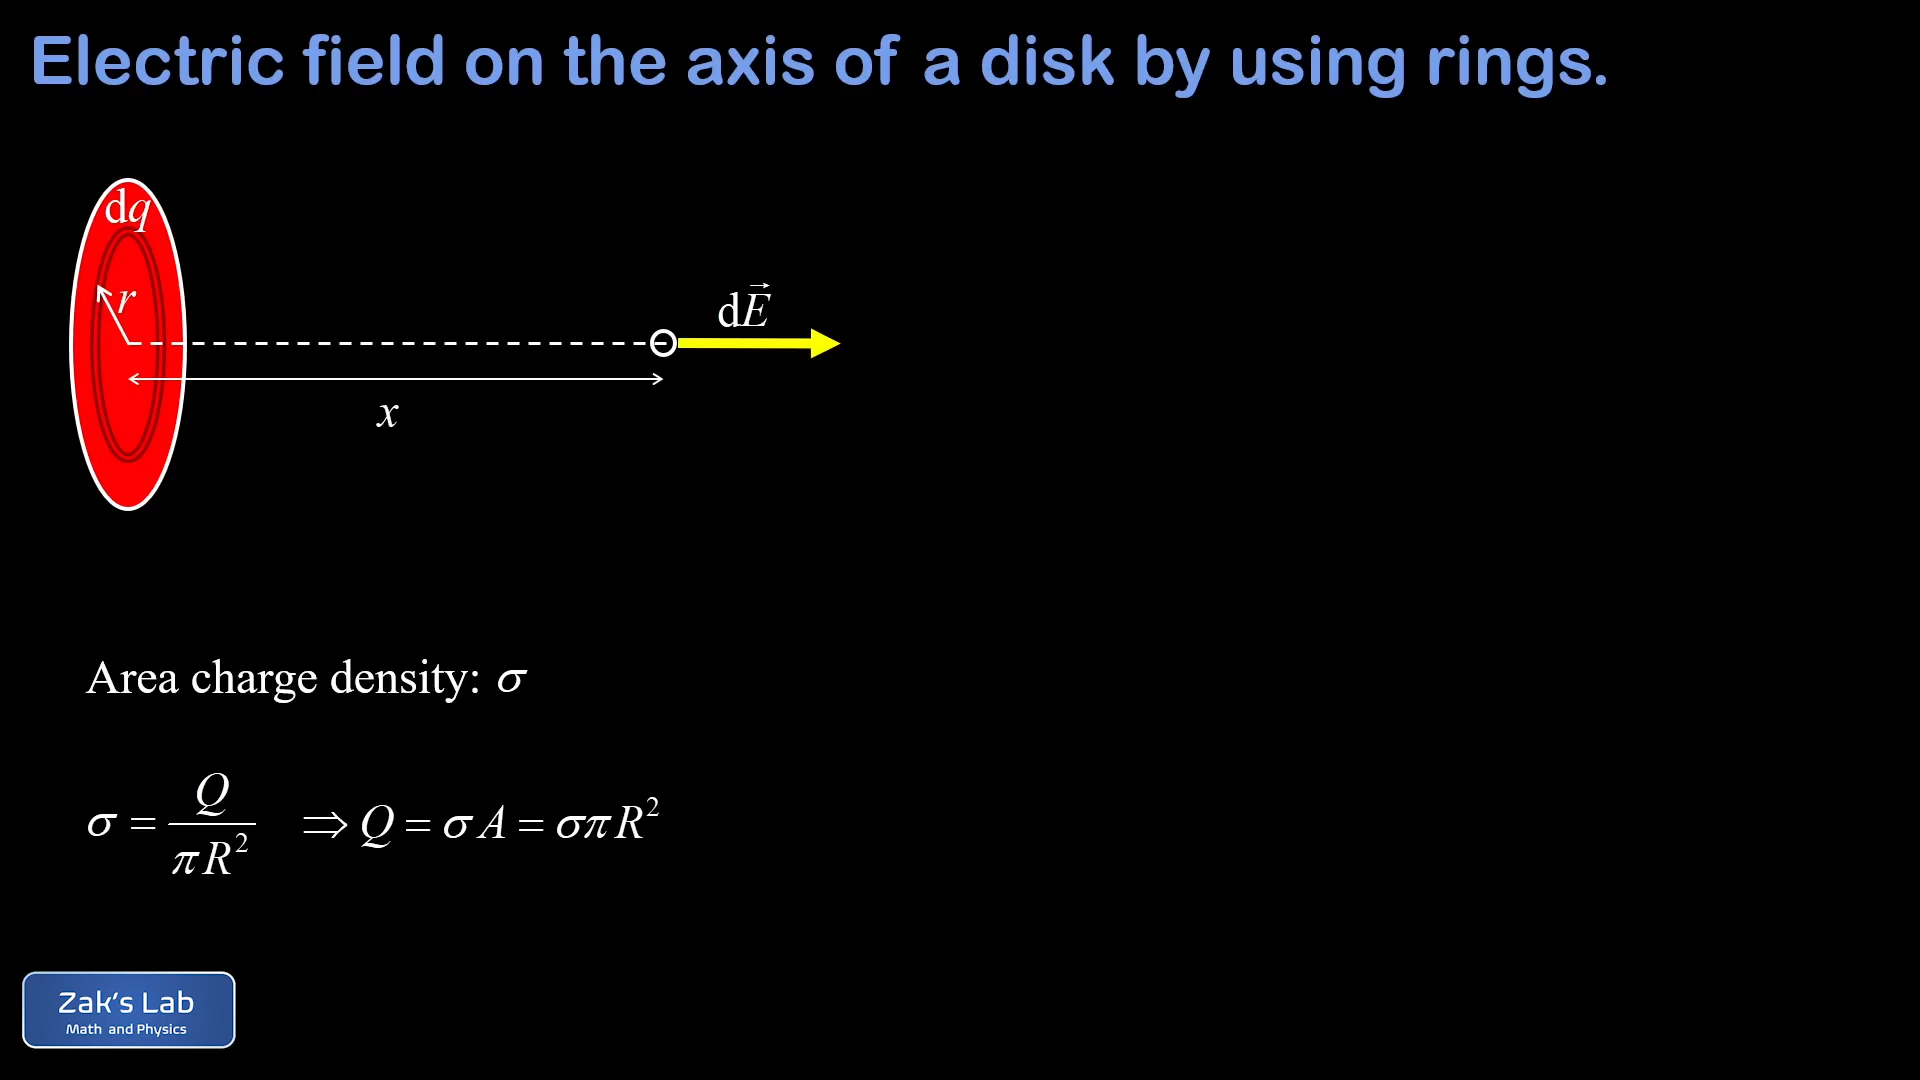 Electric field on the axis of a disk by using rings.
dq
r
dE⃗
x
Area charge density: σ
σ = Q / πR² ⇒ Q = σA = σπR²
Zak's Lab
Math and Physics